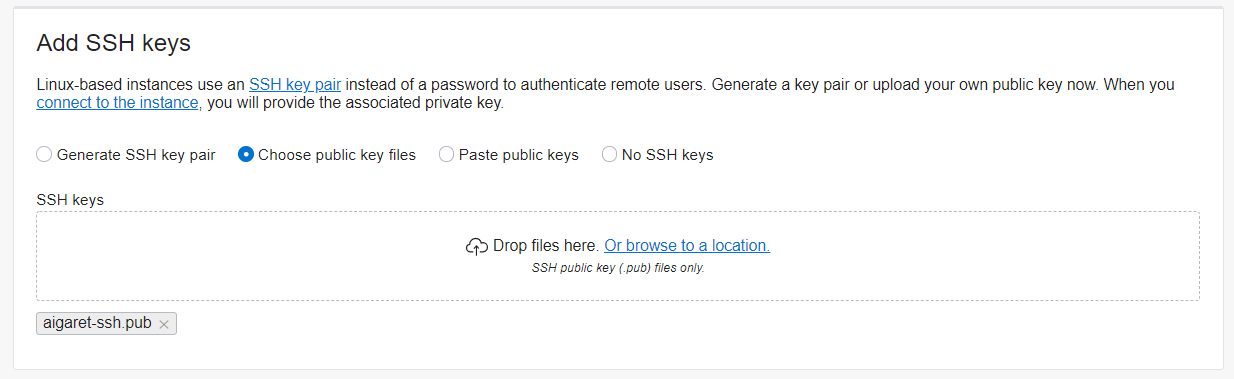 Add SSH keys
Linux-based instances use an SSH key pair instead of a password to authenticate remote users. Generate a key pair or upload your own public key now. When you
connect to the instance, you will provide the associated private key.
Generate SSH key pair Choose public key files Paste public keys No SSH keys
SSH keys
Drop files here. Or browse to a location.
SSH public key (.pub) files only.
aigaret-ssh.pub ×